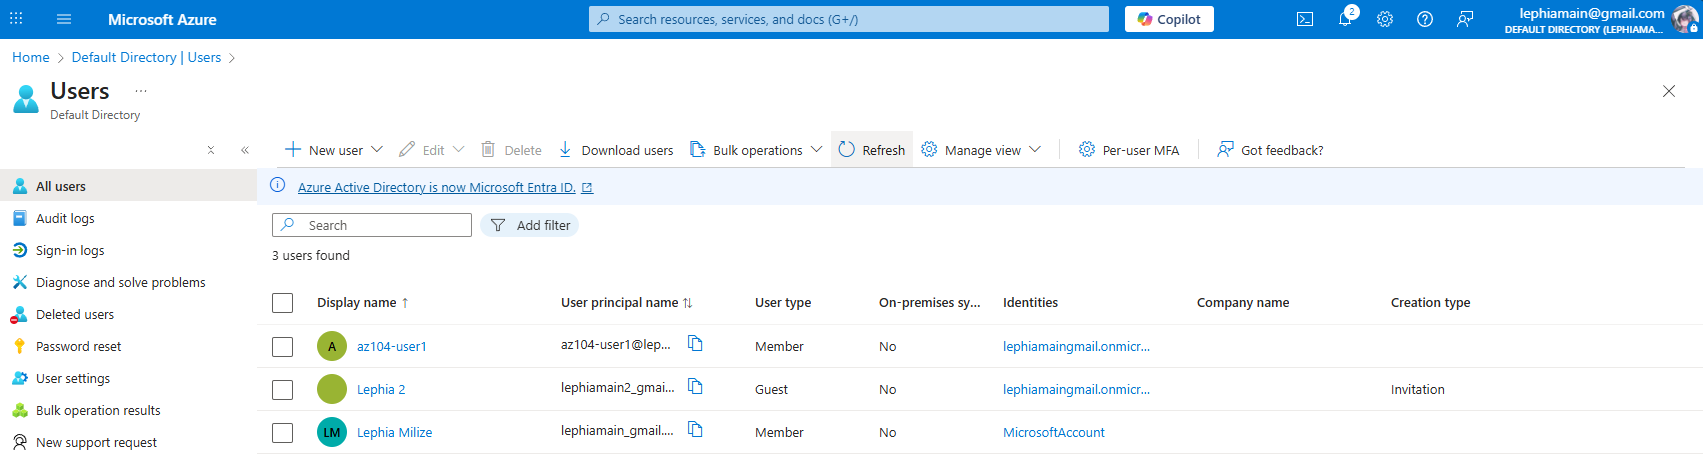 Microsoft Azure
Search resources, services, and docs (G+/)
Copilot
2
lephiamain@gmail.com
DEFAULT DIRECTORY (LEPHIAMA...
Home > Default Directory | Users >
Users ...
Default Directory
New user
Edit
Delete
Download users
Bulk operations
Refresh
Manage view
Per-user MFA
Got feedback?
All users
Audit logs
Sign-in logs
Diagnose and solve problems
Deleted users
Password reset
User settings
Bulk operation results
New support request
Azure Active Directory is now Microsoft Entra ID.
Search
Add filter
3 users found
Display name ↑ User principal name ↑↓ User type On-premises sy... Identities Company name Creation type
A az104-user1 az104-user1@lep... Member No lephiamaingmail.onmicr...
Lephia 2 lephiamain2_gmai... Guest No lephiamaingmail.onmicr... Invitation
LM Lephia Milize lephiamain_gmail.... Member No MicrosoftAccount